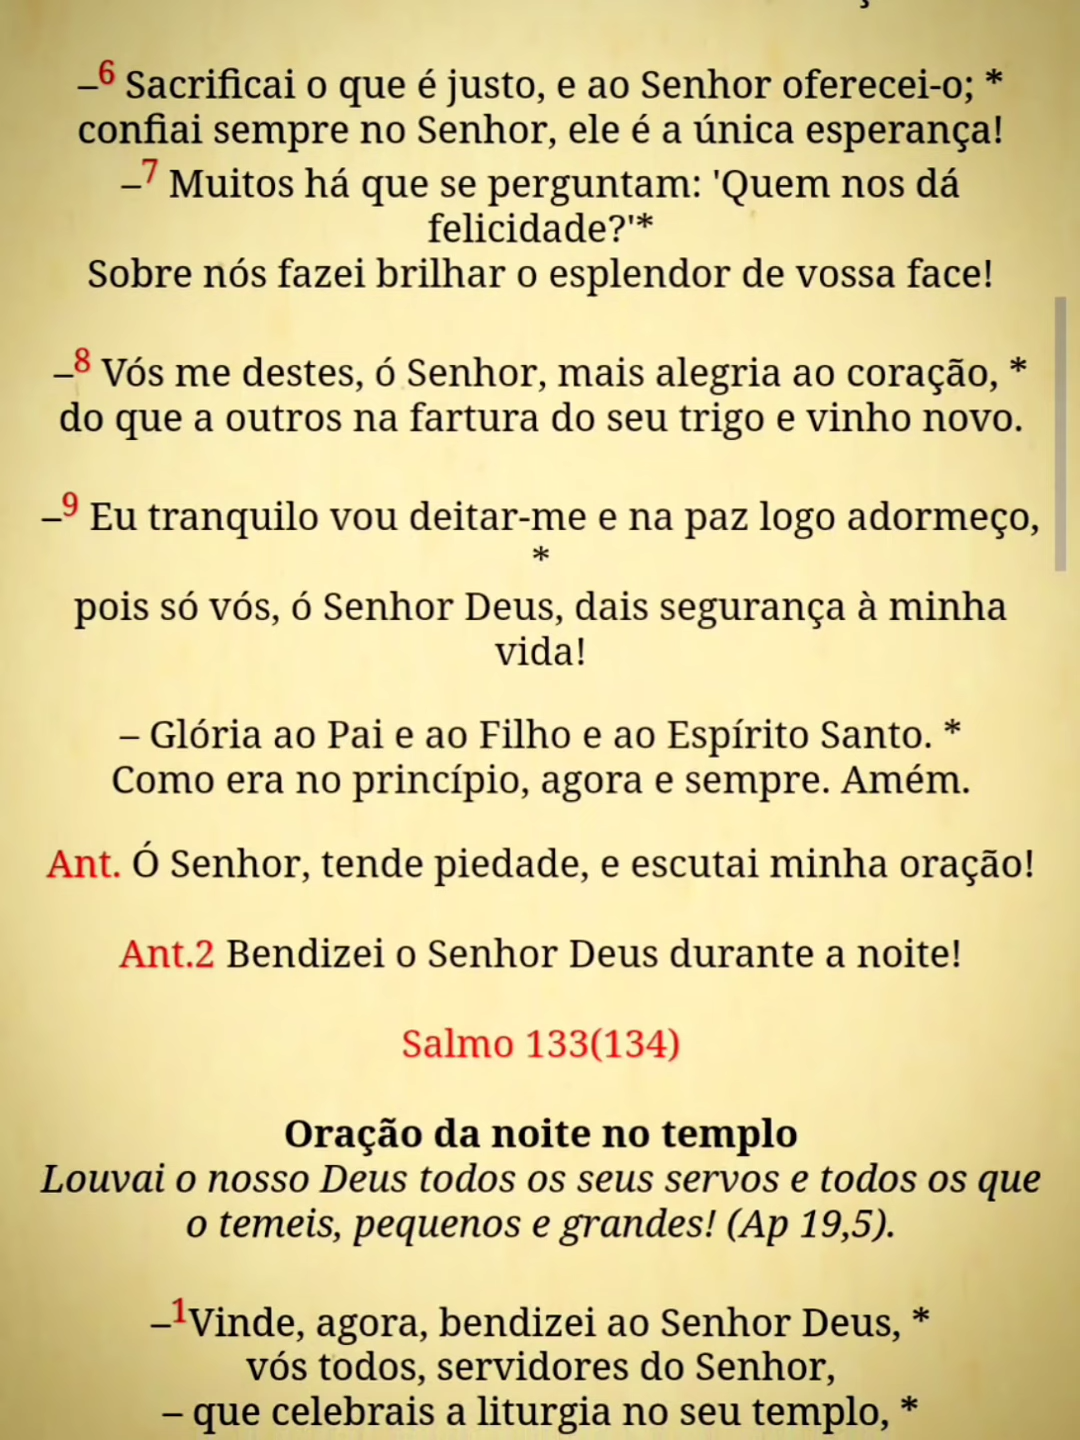 –6 Sacrificai o que é justo, e ao Senhor oferecei-o; *
confiai sempre no Senhor, ele é a única esperança!
–7 Muitos há que se perguntam: 'Quem nos dá
felicidade?'*
Sobre nós fazei brilhar o esplendor de vossa face!
–8 Vós me destes, ó Senhor, mais alegria ao coração, *
do que a outros na fartura do seu trigo e vinho novo.
–9 Eu tranquilo vou deitar-me e na paz logo adormeço,
*
pois só vós, ó Senhor Deus, dais segurança à minha
vida!
– Glória ao Pai e ao Filho e ao Espírito Santo. *
Como era no princípio, agora e sempre. Amém.
Ant. Ó Senhor, tende piedade, e escutai minha oração!
Ant.2 Bendizei o Senhor Deus durante a noite!
Salmo 133(134)
Oração da noite no templo
Louvai o nosso Deus todos os seus servos e todos os que
o temeis, pequenos e grandes! (Ap 19,5).
–1Vinde, agora, bendizei ao Senhor Deus, *
vós todos, servidores do Senhor,
– que celebrais a liturgia no seu templo, *